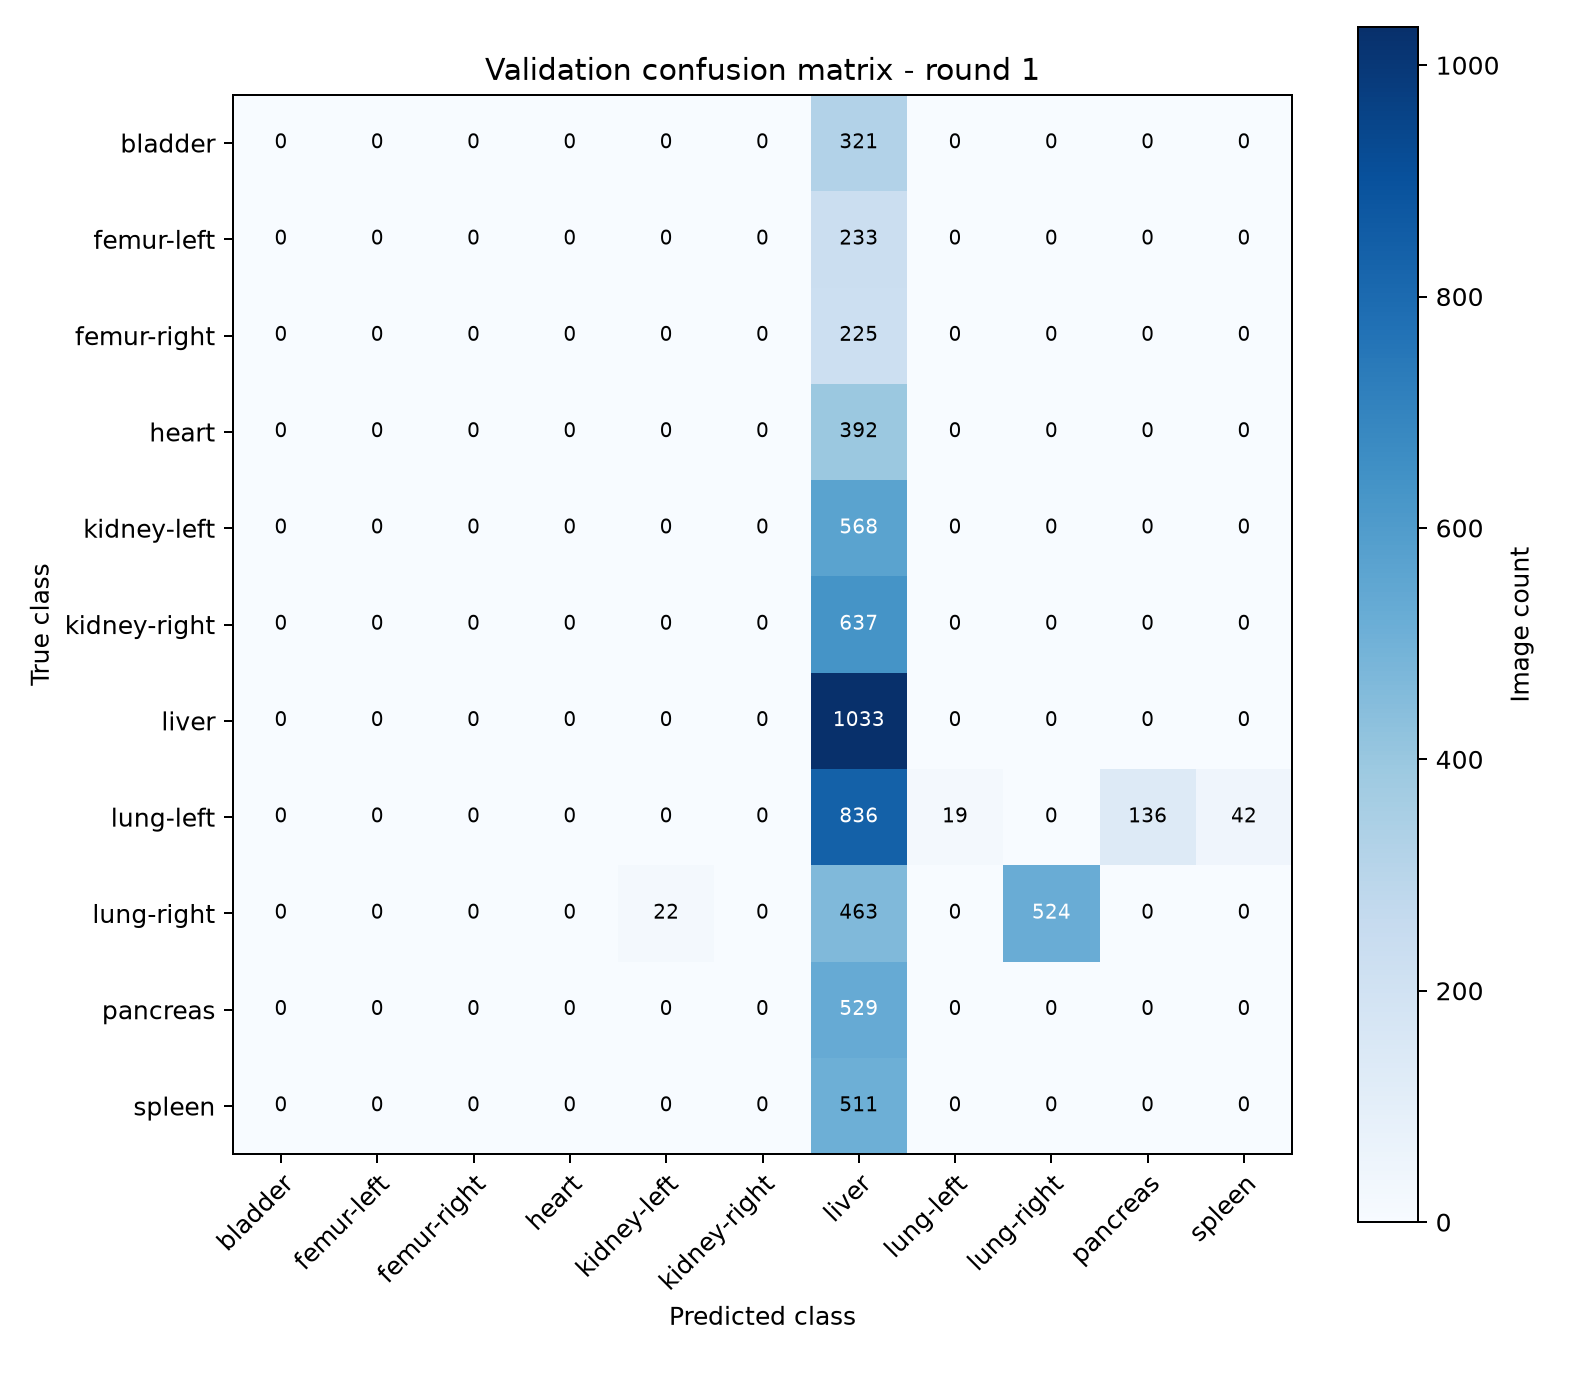 Validation confusion matrix - round 1
bladder 0 0 0 0 0 0 321 0 0 0 0
femur-left 0 0 0 0 0 0 233 0 0 0 0
femur-right 0 0 0 0 0 0 225 0 0 0 0
heart 0 0 0 0 0 0 392 0 0 0 0
kidney-left 0 0 0 0 0 0 568 0 0 0 0
kidney-right 0 0 0 0 0 0 637 0 0 0 0
liver 0 0 0 0 0 0 1033 0 0 0 0
lung-left 0 0 0 0 0 0 836 19 0 136 42
lung-right 0 0 0 0 22 0 463 0 524 0 0
pancreas 0 0 0 0 0 0 529 0 0 0 0
spleen 0 0 0 0 0 0 511 0 0 0 0
True class
bladder femur-left femur-right heart kidney-left kidney-right liver lung-left lung-right pancreas spleen
Predicted class
1000
800
600
400
200
0
Image count